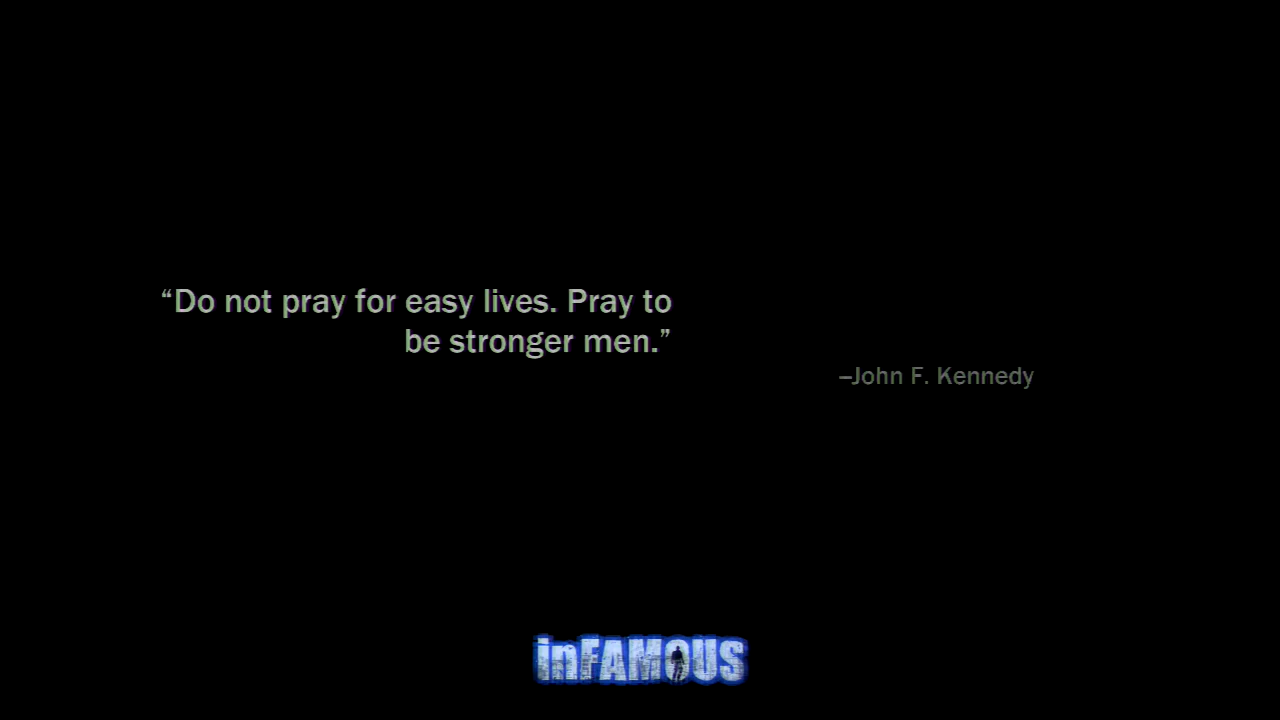 “Do not pray for easy lives. Pray to
be stronger men.”
–John F. Kennedy
inFAMOUS